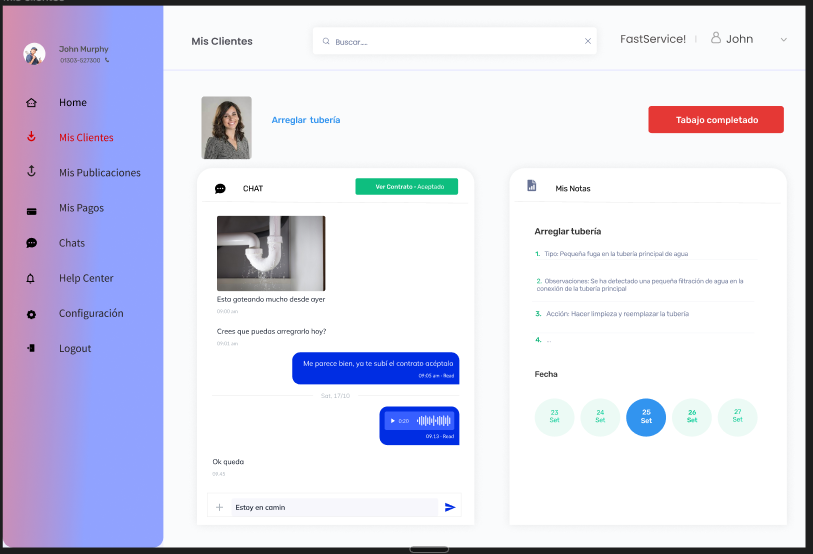 Mis Clientes
John Murphy
01303-527300
Home
Mis Clientes
Mis Publicaciones
Mis Pagos
Chats
Help Center
Configuración
Logout
Mis Clientes
Buscar....
FastService!
John
Arreglar tubería
Tabajo completado
CHAT
Ver Contrato - Aceptado
Esta goteando mucho desde ayer
09:00 am
Crees que puedas arregrarlo hoy?
09:01 am
Me parece bien, ya te subí el contrato acéptalo
09:05 am - Read
Sat, 17/10
0:20
09.13 - Read
Ok queda
09:45
Estoy en camin
Mis Notas
Arreglar tubería
1. Tipo: Pequeña fuga en la tubería principal de agua
2. Observaciones: Se ha detectado una pequeña filtración de agua en la
conexión de la tubería principal
3. Acción: Hacer limpieza y reemplazar la tubería
4. ...
Fecha
23
Set
24
Set
25
Set
26
Set
27
Set